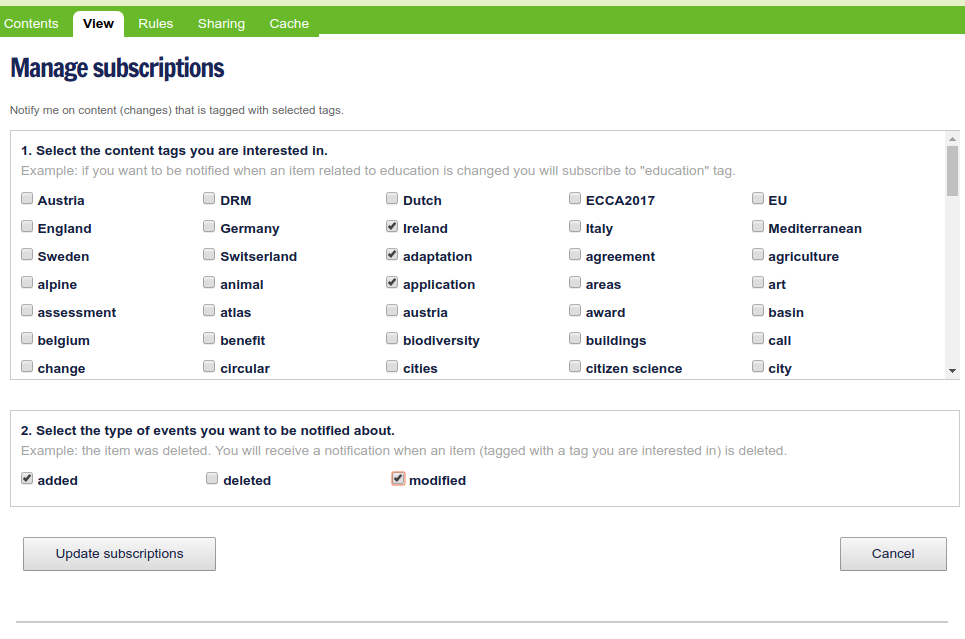 Contents View Rules Sharing Cache
Manage subscriptions
Notify me on content (changes) that is tagged with selected tags.
1. Select the content tags you are interested in.
Example: if you want to be notified when an item related to education is changed you will subscribe to "education" tag.
Austria DRM Dutch ECCA2017 EU
England Germany Ireland Italy Mediterranean
Sweden Switserland adaptation agreement agriculture
alpine animal application areas art
assessment atlas austria award basin
belgium benefit biodiversity buildings call
change circular cities citizen science city
2. Select the type of events you want to be notified about.
Example: the item was deleted. You will receive a notification when an item (tagged with a tag you are interested in) is deleted.
added deleted modified
Update subscriptions Cancel